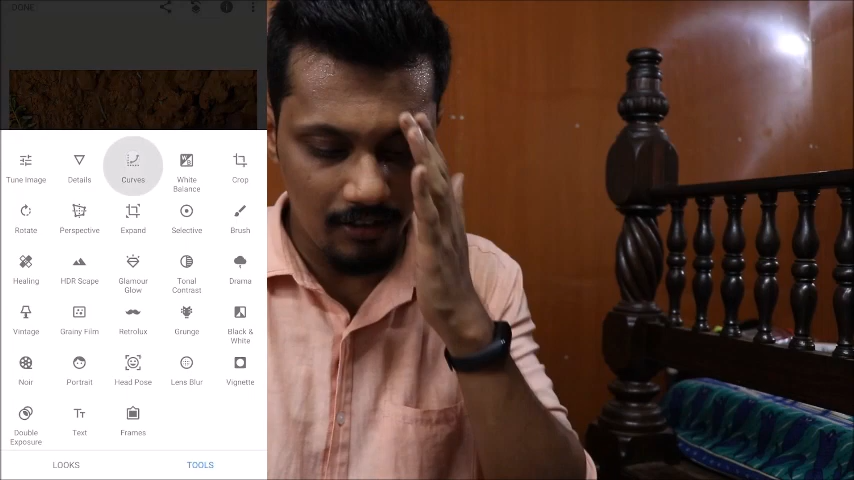 DONE
Tune Image Details Curves White Balance Crop
Rotate Perspective Expand Selective Brush
Healing HDR Scape Glamour Glow Tonal Contrast Drama
Vintage Grainy Film Retrolux Grunge Black & White
Noir Portrait Head Pose Lens Blur Vignette
Double Exposure Text Frames
LOOKS TOOLS